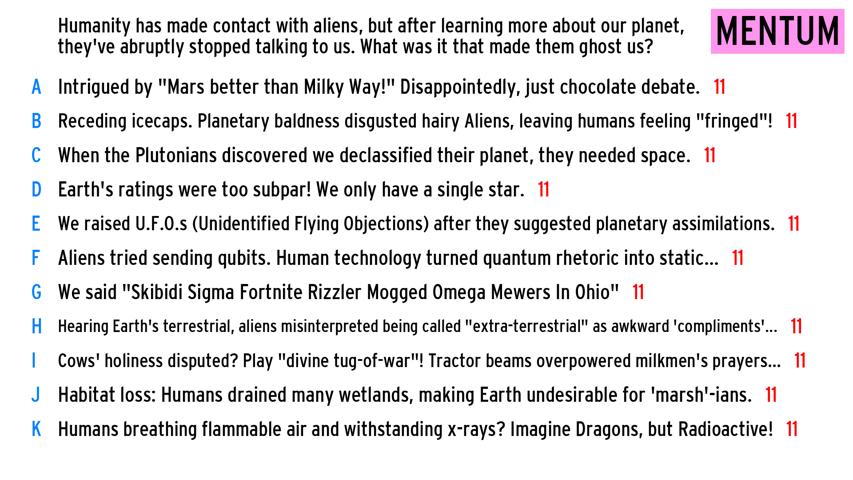 Humanity has made contact with aliens, but after learning more about our planet,
they've abruptly stopped talking to us. What was it that made them ghost us?
MENTUM
A Intrigued by "Mars better than Milky Way!" Disappointedly, just chocolate debate. 11
B Receding icecaps. Planetary baldness disgusted hairy Aliens, leaving humans feeling "fringed"! 11
C When the Plutonians discovered we declassified their planet, they needed space. 11
D Earth's ratings were too subpar! We only have a single star. 11
E We raised U.F.O.s (Unidentified Flying Objections) after they suggested planetary assimilations. 11
F Aliens tried sending qubits. Human technology turned quantum rhetoric into static... 11
G We said "Skibidi Sigma Fortnite Rizzler Mogged Omega Mewers In Ohio" 11
H Hearing Earth's terrestrial, aliens misinterpreted being called "extra-terrestrial" as awkward 'compliments'... 11
I Cows' holiness disputed? Play "divine tug-of-war"! Tractor beams overpowered milkmen's prayers... 11
J Habitat loss: Humans drained many wetlands, making Earth undesirable for 'marsh'-ians. 11
K Humans breathing flammable air and withstanding x-rays? Imagine Dragons, but Radioactive! 11